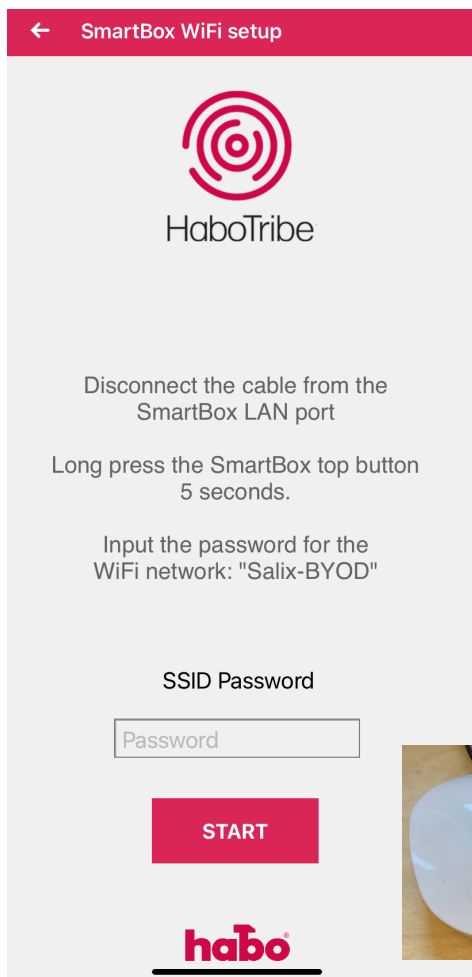 SmartBox WiFi setup
HaboTribe
Disconnect the cable from the
SmartBox LAN port
Long press the SmartBox top button
5 seconds.
Input the password for the
WiFi network: "Salix-BYOD"
SSID Password
Password
START
habo®